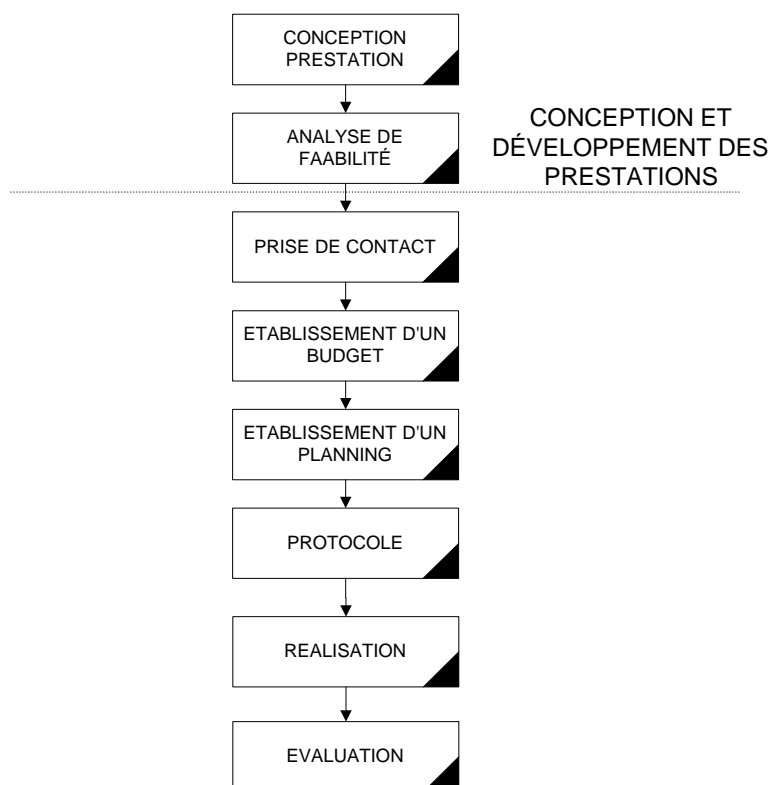 CONCEPTION
PRESTATION
ANALYSE DE
FAABILITÉ
CONCEPTION ET
DÉVELOPPEMENT DES
PRESTATIONS
PRISE DE CONTACT
ETABLISSEMENT D'UN
BUDGET
ETABLISSEMENT D'UN
PLANNING
PROTOCOLE
REALISATION
EVALUATION